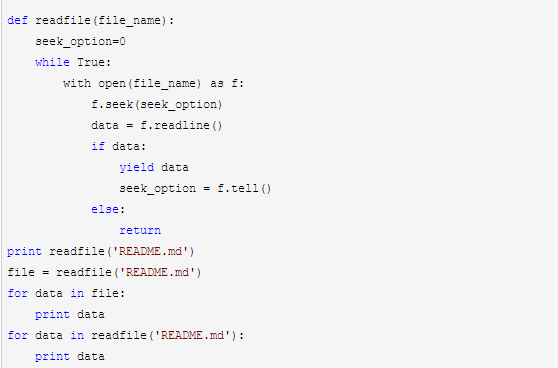 def readfile(file_name):
    seek_option=0
    while True:
        with open(file_name) as f:
            f.seek(seek_option)
            data = f.readline()
            if data:
                yield data
                seek_option = f.tell()
            else:
                return
print readfile('README.md')
file = readfile('README.md')
for data in file:
    print data
for data in readfile('README.md'):
    print data